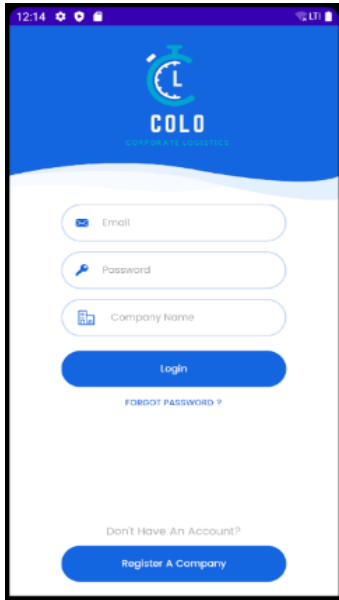 12:14
LTE
L
COLO
CORPORATE LOGISTICS
Email
Password
Company Name
Login
FORGOT PASSWORD ?
Don't Have An Account?
Register A Company